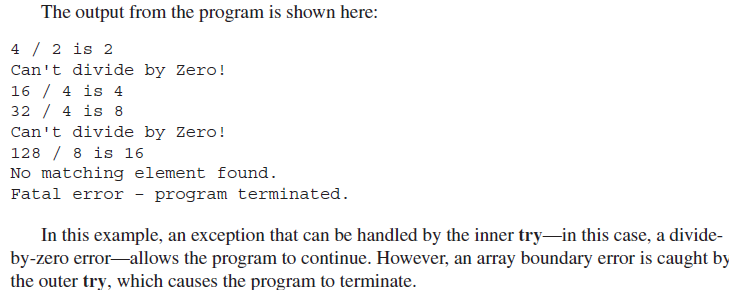 The output from the program is shown here:
4 / 2 is 2
Can't divide by Zero!
16 / 4 is 4
32 / 4 is 8
Can't divide by Zero!
128 / 8 is 16
No matching element found.
Fatal error – program terminated.
In this example, an exception that can be handled by the inner try—in this case, a divide-
by-zero error—allows the program to continue. However, an array boundary error is caught by
the outer try, which causes the program to terminate.